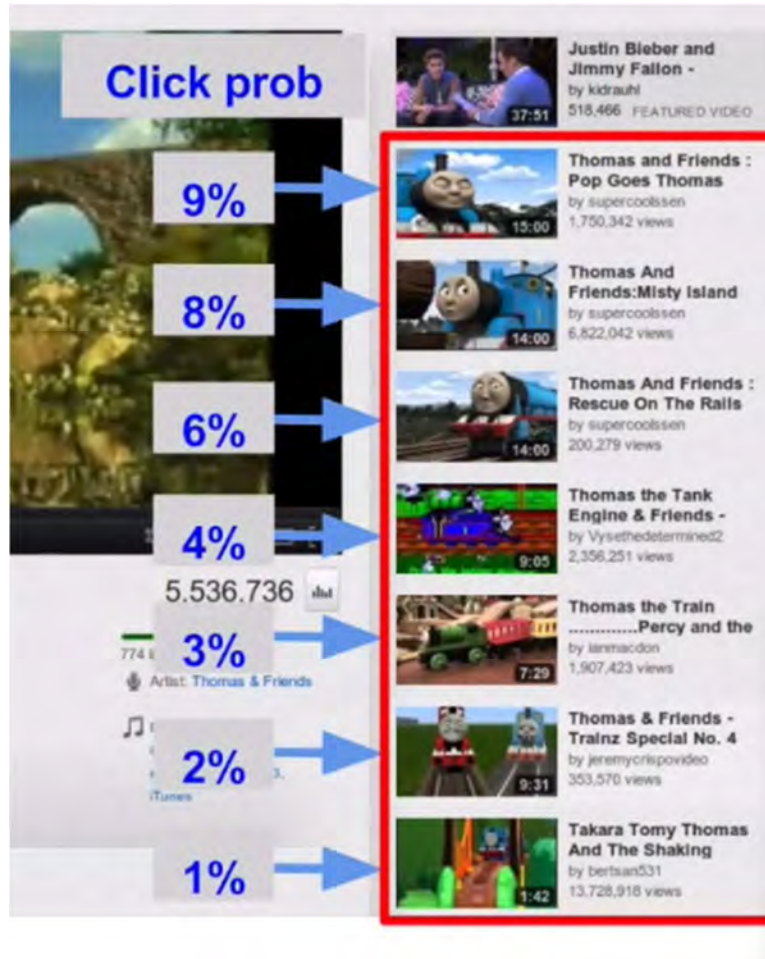 Click prob
Justin Bieber and
Jimmy Fallon -
by kidrauhl
37:51
518,466 FEATURED VIDEO
9%
Thomas and Friends :
Pop Goes Thomas
by supercoolssen
15:00
1,750,342 views
8%
Thomas And
Friends:Misty Island
by supercoolssen
14:00
6,822,042 views
6%
Thomas And Friends :
Rescue On The Rails
by supercoolssen
14:00
200,279 views
4%
Thomas the Tank
Engine & Friends -
by Vysethedetermined2
9:05
2,356,251 views
5.536.736
3%
774
Thomas the Train
.............Percy and the
by ianmacdon
7:29
1,907,423 views
Artist: Thomas & Friends
2%
Thomas & Friends -
Trainz Special No. 4
by jeremycrispovideo
9:31
353,570 views
iTunes
1%
Takara Tomy Thomas
And The Shaking
by bertsan531
1:42
13,728,918 views